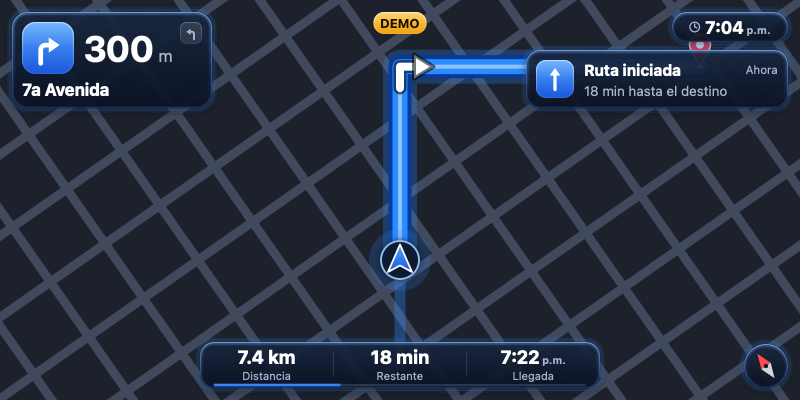 300 m
7a Avenida
DEMO
7:04 p.m.
Ruta iniciada
Ahora
18 min hasta el destino
7.4 km
Distancia
18 min
Restante
7:22 p.m.
Llegada